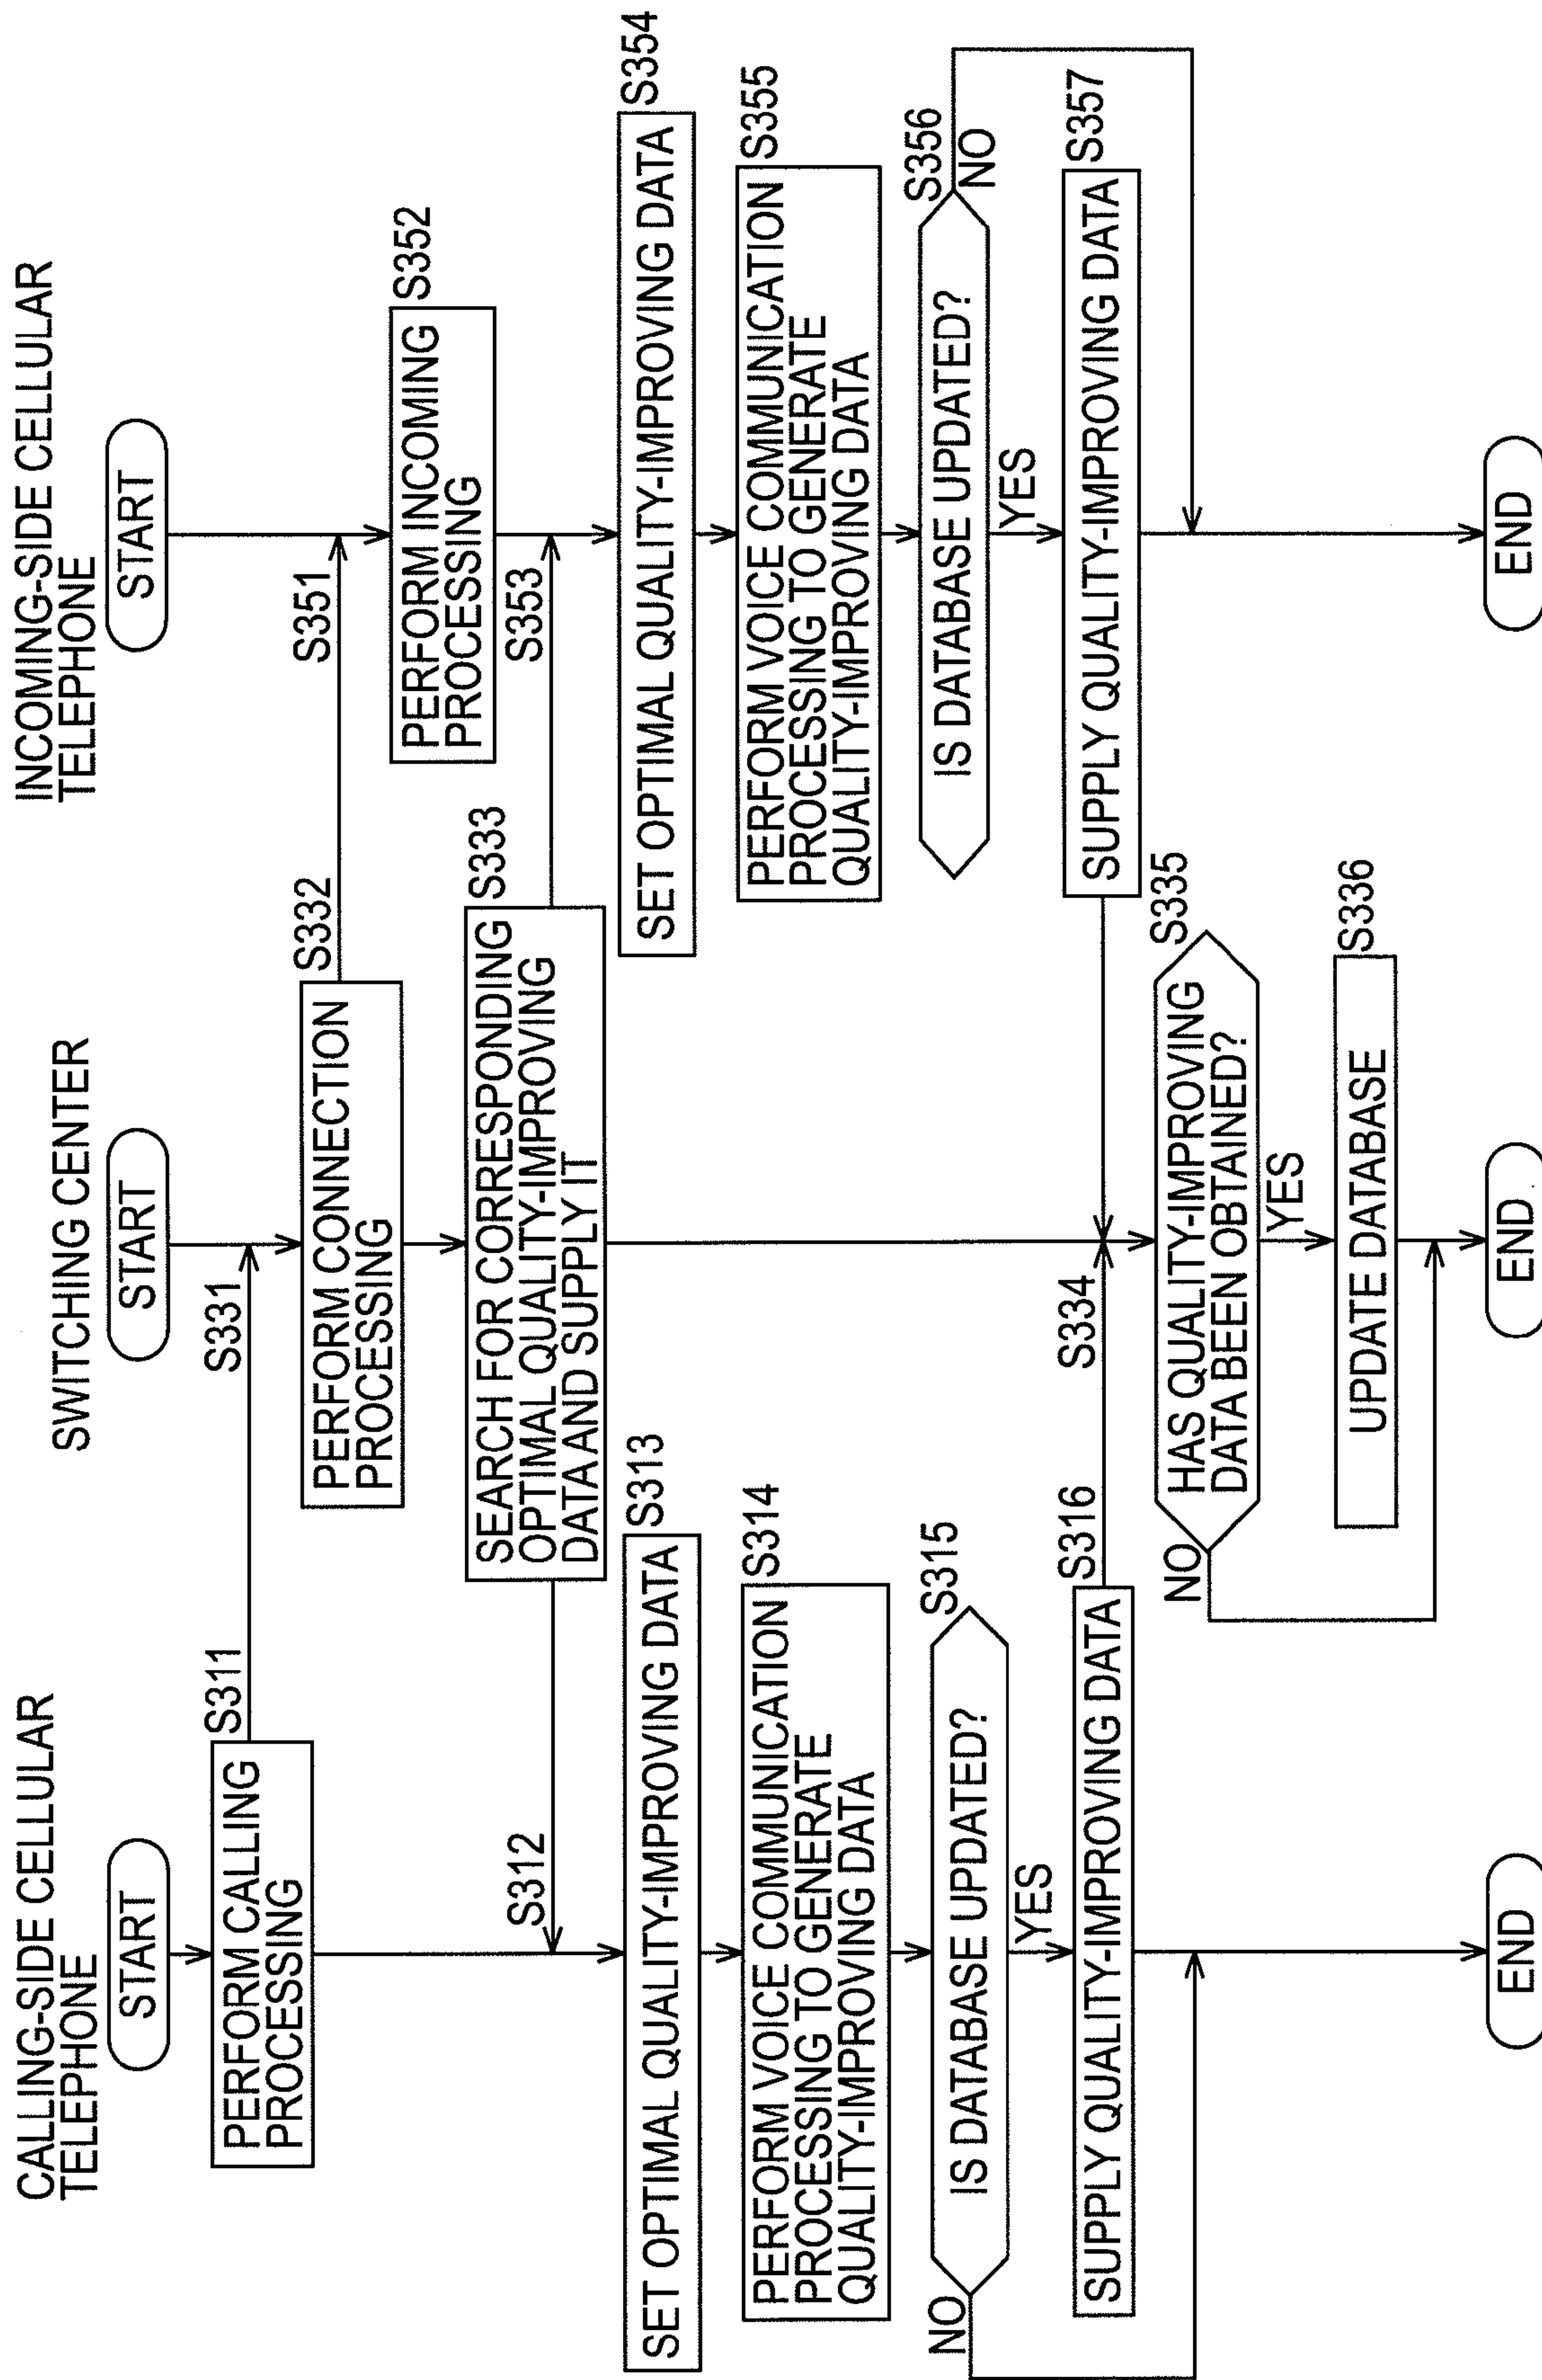 CALLING-SIDE CELLULAR
TELEPHONE
START
PERFORM CALLING
PROCESSING
S311
S312
SET OPTIMAL QUALITY-IMPROVING DATA
S313
PERFORM VOICE COMMUNICATION
PROCESSING TO GENERATE
QUALITY-IMPROVING DATA
S314
IS DATABASE UPDATED?
S315
NO
YES
SUPPLY QUALITY-IMPROVING DATA
S316
END
SWITCHING CENTER
START
S331
PERFORM CONNECTION
PROCESSING
S332
SEARCH FOR CORRESPONDING
OPTIMAL QUALITY-IMPROVING
DATA AND SUPPLY IT
S333
S334
HAS QUALITY-IMPROVING
DATA BEEN OBTAINED?
S335
NO
YES
UPDATE DATABASE
S336
END
INCOMING-SIDE CELLULAR
TELEPHONE
START
S351
PERFORM INCOMING
PROCESSING
S352
S353
SET OPTIMAL QUALITY-IMPROVING DATA
S354
PERFORM VOICE COMMUNICATION
PROCESSING TO GENERATE
QUALITY-IMPROVING DATA
S355
IS DATABASE UPDATED?
S356
NO
YES
SUPPLY QUALITY-IMPROVING DATA
S357
END